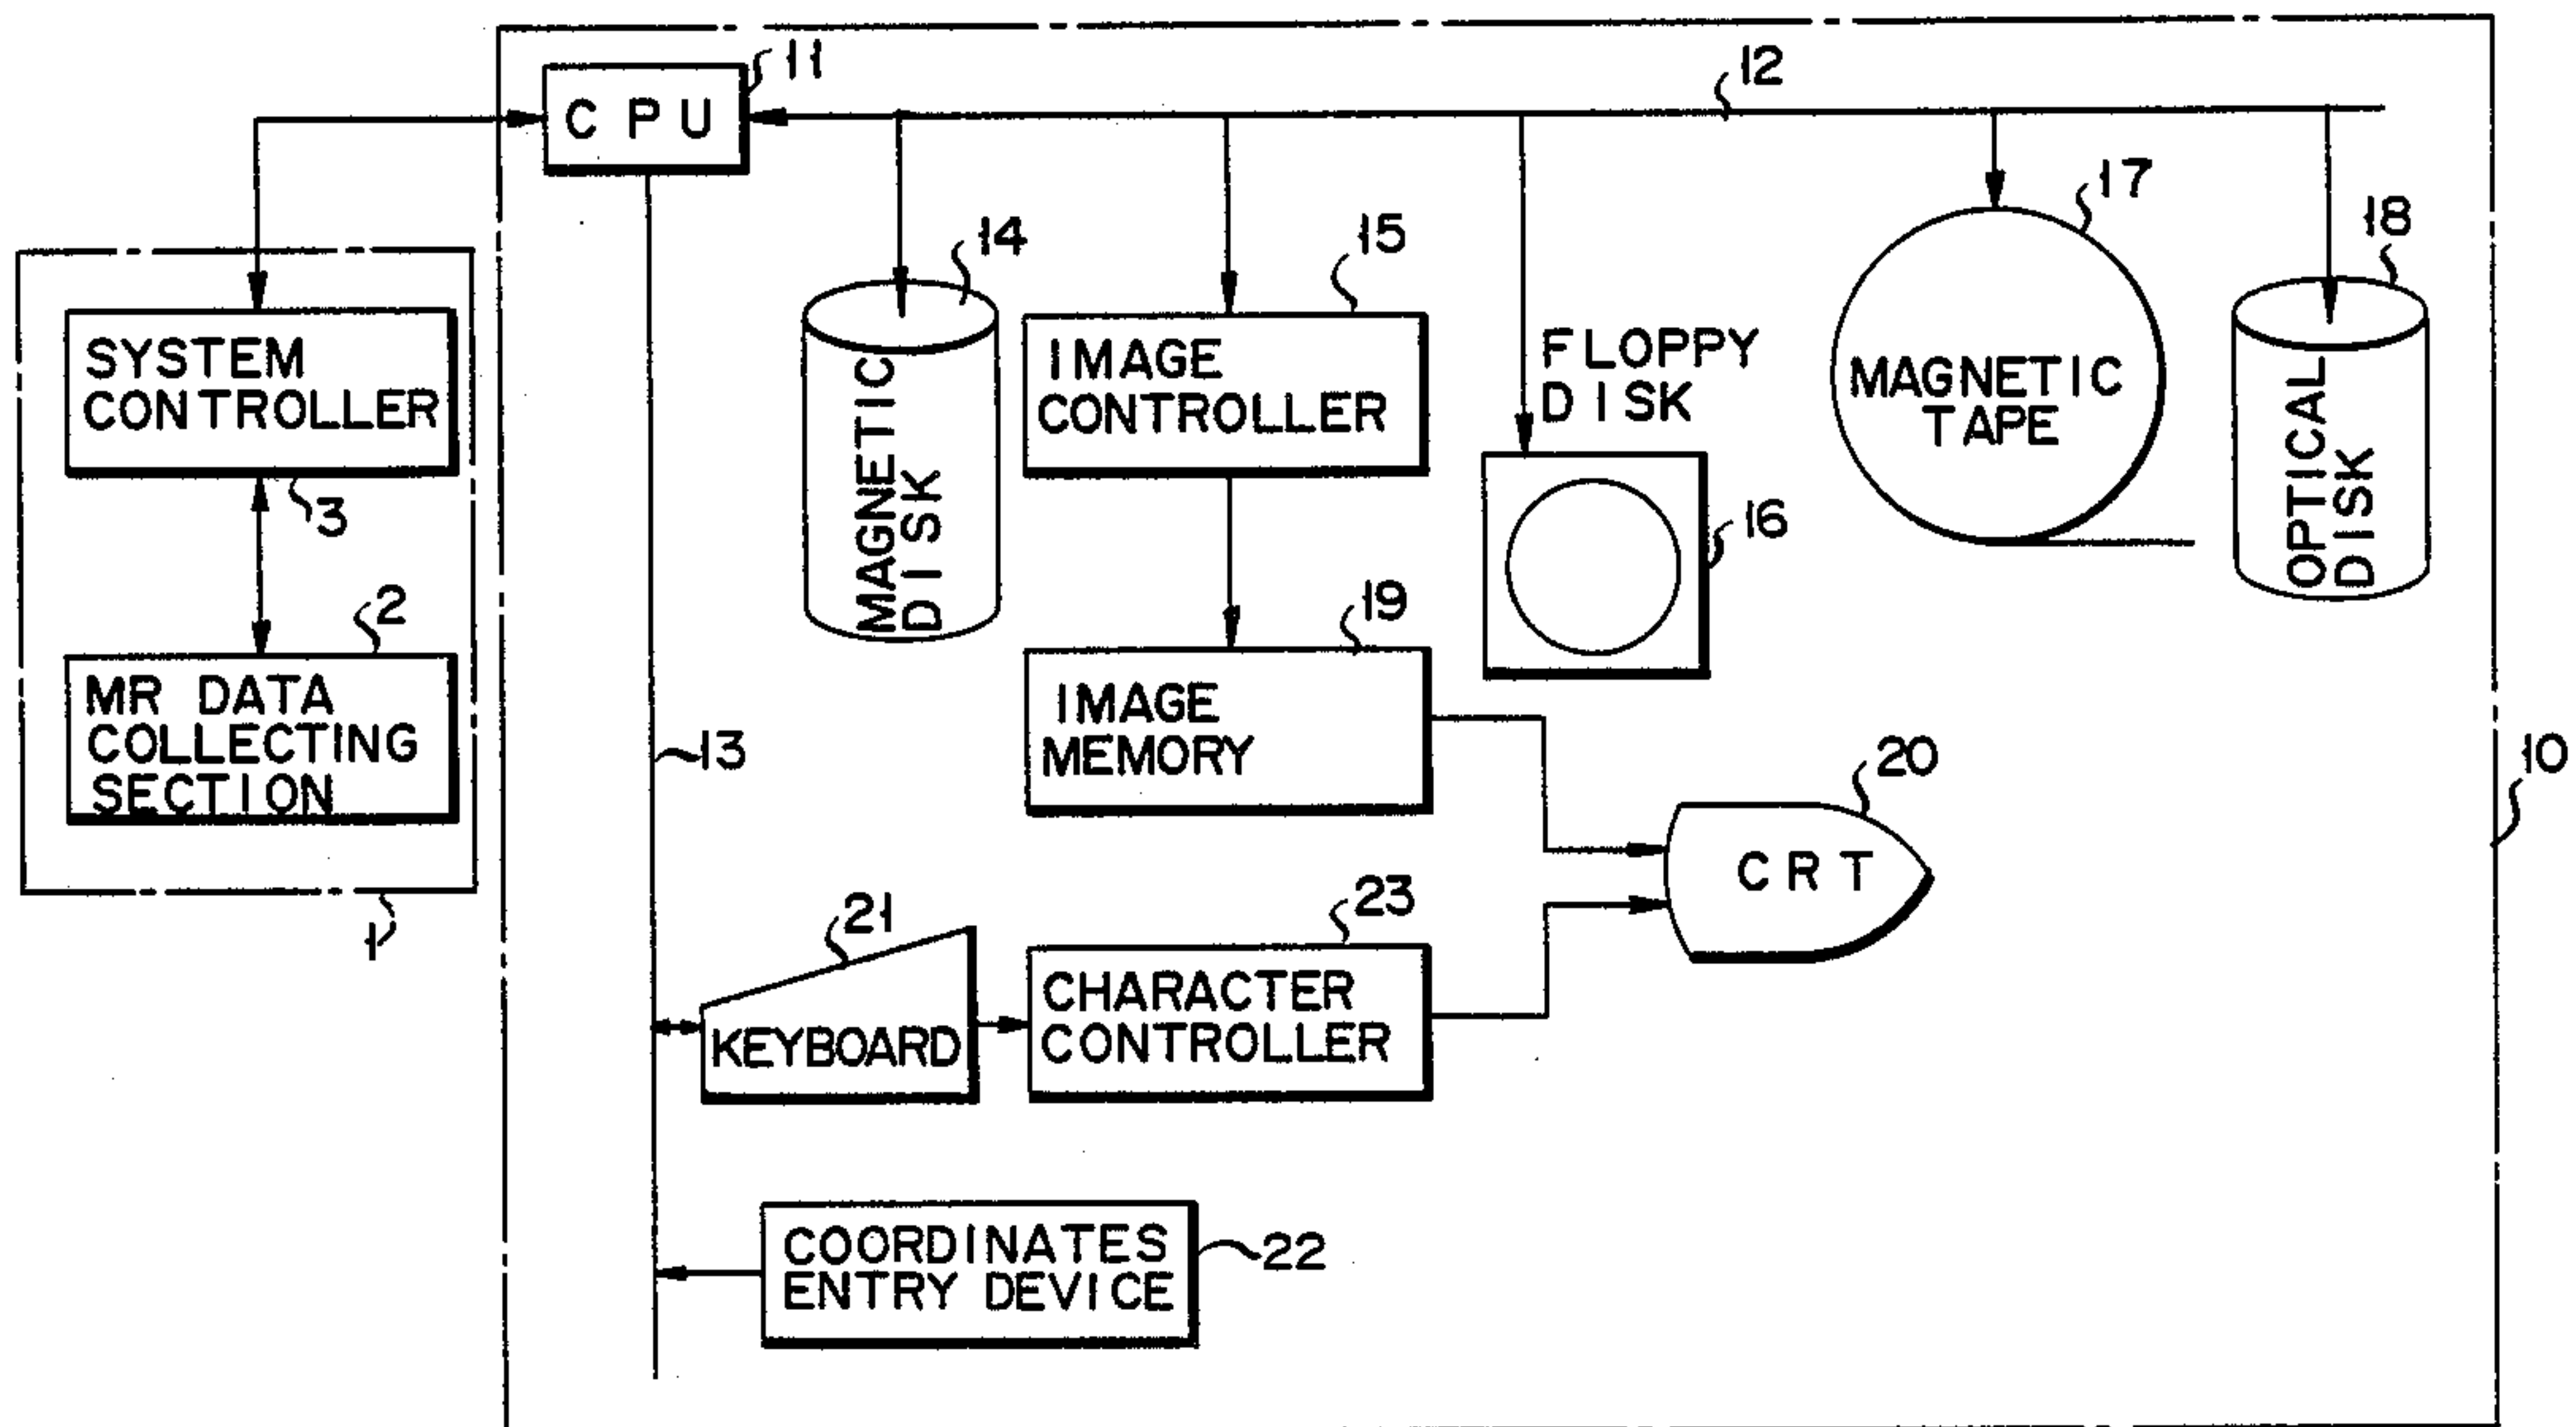 11
CPU
12
17
18
14
15
SYSTEM
CONTROLLER
3
MAGNETIC
DISK
IMAGE
CONTROLLER
FLOPPY
DISK
16
MAGNETIC
TAPE
OPTICAL
DISK
2
MR DATA
COLLECTING
SECTION
1
13
19
IMAGE
MEMORY
20
CRT
10
21
KEYBOARD
23
CHARACTER
CONTROLLER
COORDINATES
ENTRY DEVICE
22